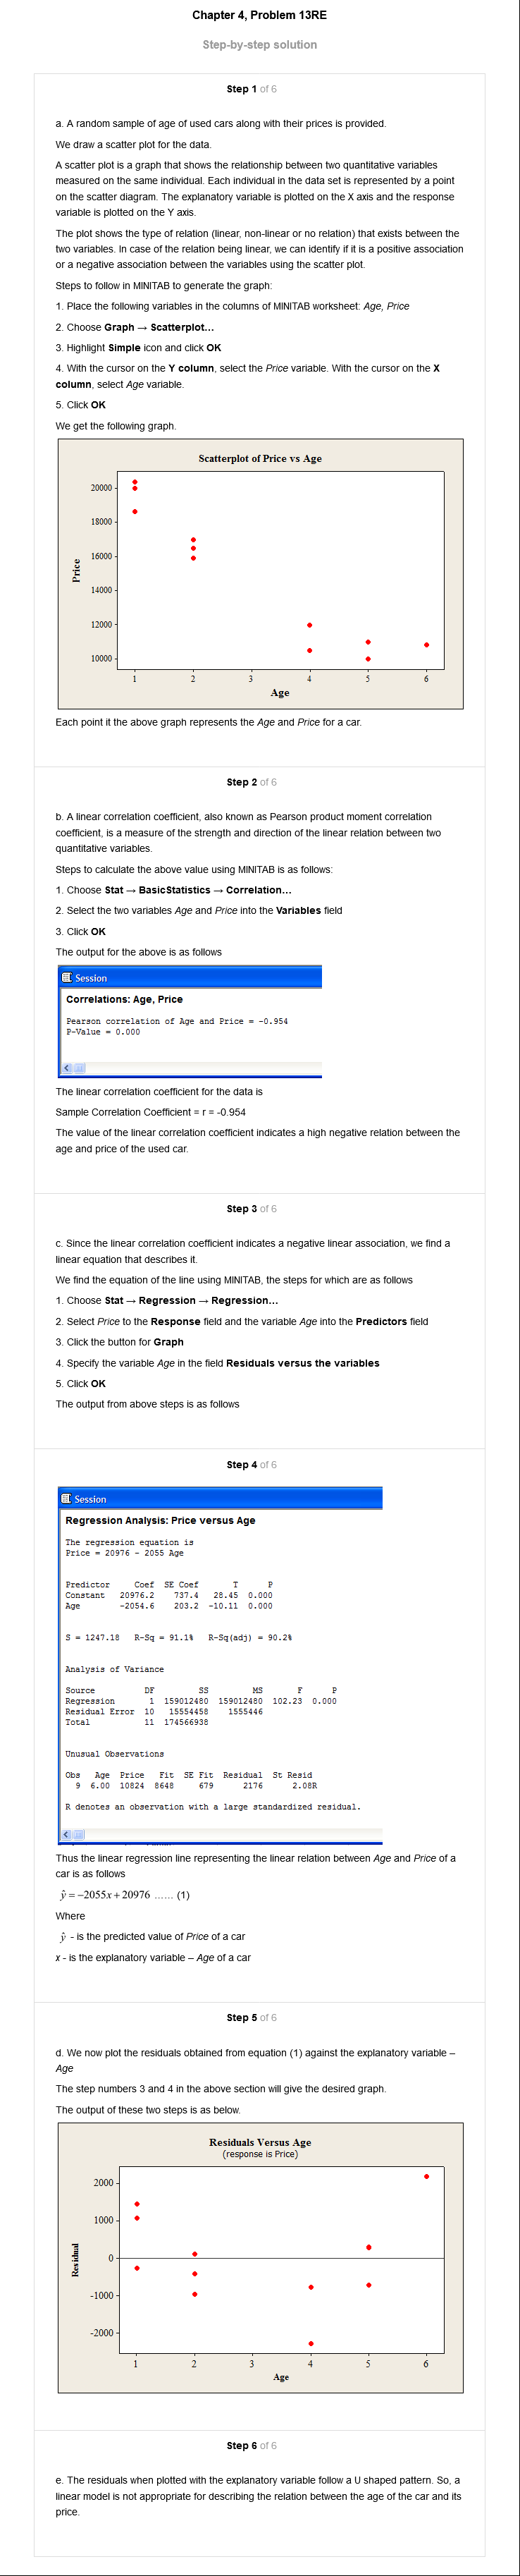 Chapter 4, Problem 13RE
Step-by-step solution
Step 1 of 6
a. A random sample of age of used cars along with their prices is provided.
We draw a scatter plot for the data.
A scatter plot is a graph that shows the relationship between two quantitative variables
measured on the same individual. Each individual in the data set is represented by a point
on the scatter diagram. The explanatory variable is plotted on the X axis and the response
variable is plotted on the Y axis.
The plot shows the type of relation (linear, non-linear or no relation) that exists between the
two variables. In case of the relation being linear, we can identify if it is a positive association
or a negative association between the variables using the scatter plot.
Steps to follow in MINITAB to generate the graph:
1. Place the following variables in the columns of MINITAB worksheet: Age, Price
2. Choose Graph → Scatterplot...
3. Highlight Simple icon and click OK
4. With the cursor on the Y column, select the Price variable. With the cursor on the X
column, select Age variable.
5. Click OK
We get the following graph.
Scatterplot of Price vs Age
20000
18000
16000
14000
12000
10000
Price
1 2 3 4 5 6
Age
Each point it the above graph represents the Age and Price for a car.
Step 2 of 6
b. A linear correlation coefficient, also known as Pearson product moment correlation
coefficient, is a measure of the strength and direction of the linear relation between two
quantitative variables.
Steps to calculate the above value using MINITAB is as follows:
1. Choose Stat → BasicStatistics → Correlation...
2. Select the two variables Age and Price into the Variables field
3. Click OK
The output for the above is as follows
Session
Correlations: Age, Price
Pearson correlation of Age and Price = -0.954
P-Value = 0.000
The linear correlation coefficient for the data is
Sample Correlation Coefficient = r = -0.954
The value of the linear correlation coefficient indicates a high negative relation between the
age and price of the used car.
Step 3 of 6
c. Since the linear correlation coefficient indicates a negative linear association, we find a
linear equation that describes it.
We find the equation of the line using MINITAB, the steps for which are as follows
1. Choose Stat → Regression → Regression...
2. Select Price to the Response field and the variable Age into the Predictors field
3. Click the button for Graph
4. Specify the variable Age in the field Residuals versus the variables
5. Click OK
The output from above steps is as follows
Step 4 of 6
Session
Regression Analysis: Price versus Age
The regression equation is
Price = 20976 - 2055 Age
Predictor Coef SE Coef T P
Constant 20976.2 737.4 28.45 0.000
Age -2054.6 203.2 -10.11 0.000
S = 1247.18 R-Sq = 91.1% R-Sq(adj) = 90.2%
Analysis of Variance
Source DF SS MS F P
Regression 1 159012480 159012480 102.23 0.000
Residual Error 10 15554458 1555446
Total 11 174566938
Unusual Observations
Obs Age Price Fit SE Fit Residual St Resid
9 6.00 10824 8648 679 2176 2.08R
R denotes an observation with a large standardized residual.
Thus the linear regression line representing the linear relation between Age and Price of a
car is as follows
ŷ = −2055x + 20976 ...... (1)
Where
ŷ - is the predicted value of Price of a car
x - is the explanatory variable – Age of a car
Step 5 of 6
d. We now plot the residuals obtained from equation (1) against the explanatory variable –
Age
The step numbers 3 and 4 in the above section will give the desired graph.
The output of these two steps is as below.
Residuals Versus Age
(response is Price)
2000
1000
0
-1000
-2000
Residual
1 2 3 4 5 6
Age
Step 6 of 6
e. The residuals when plotted with the explanatory variable follow a U shaped pattern. So, a
linear model is not appropriate for describing the relation between the age of the car and its
price.